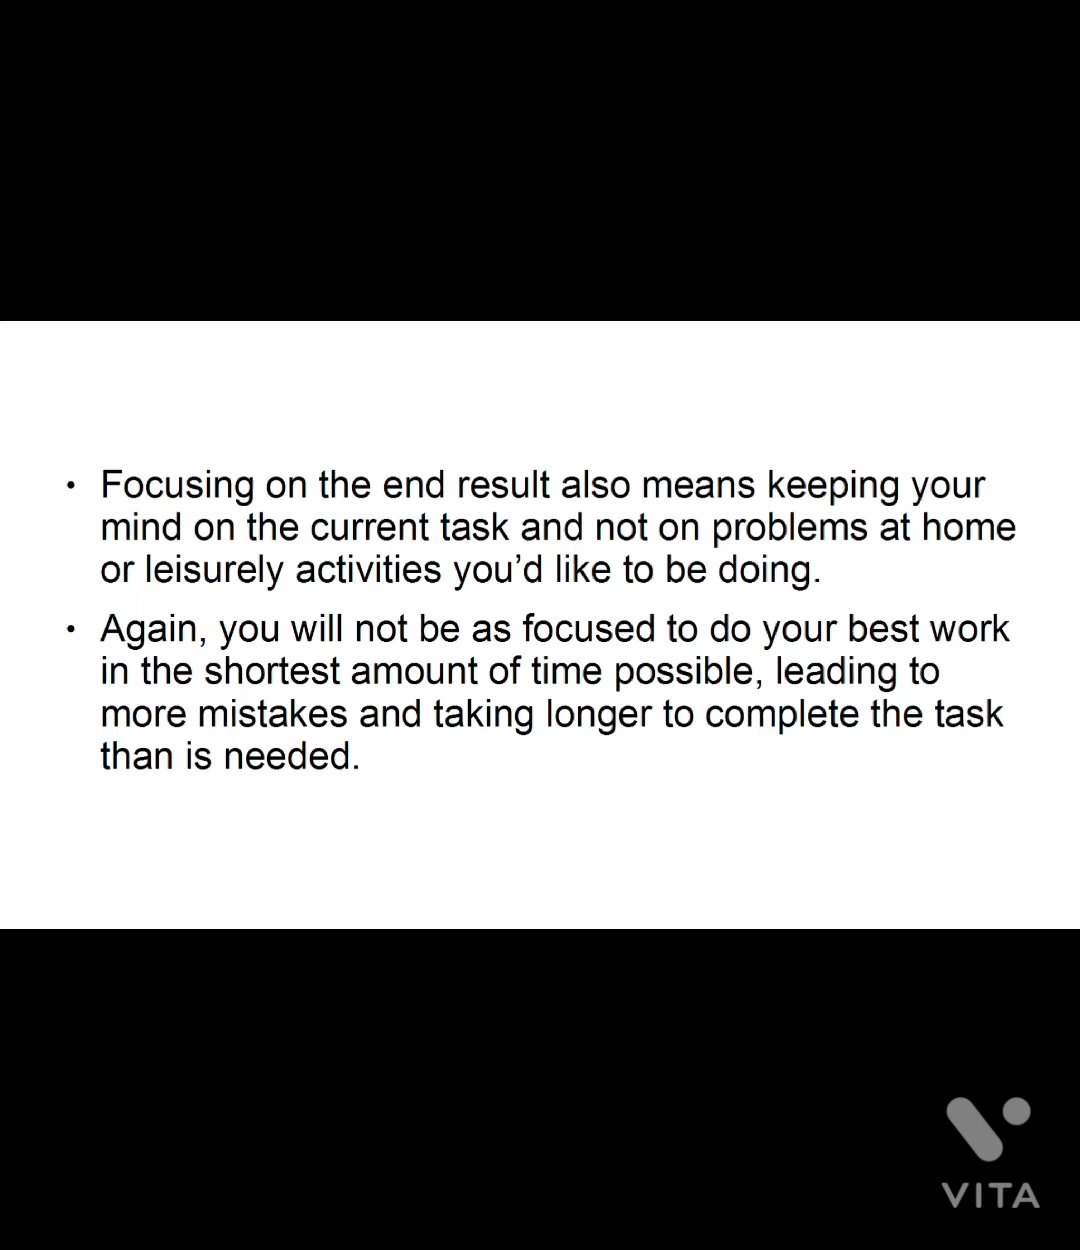 • Focusing on the end result also means keeping your
mind on the current task and not on problems at home
or leisurely activities you’d like to be doing.
• Again, you will not be as focused to do your best work
in the shortest amount of time possible, leading to
more mistakes and taking longer to complete the task
than is needed.
VITA